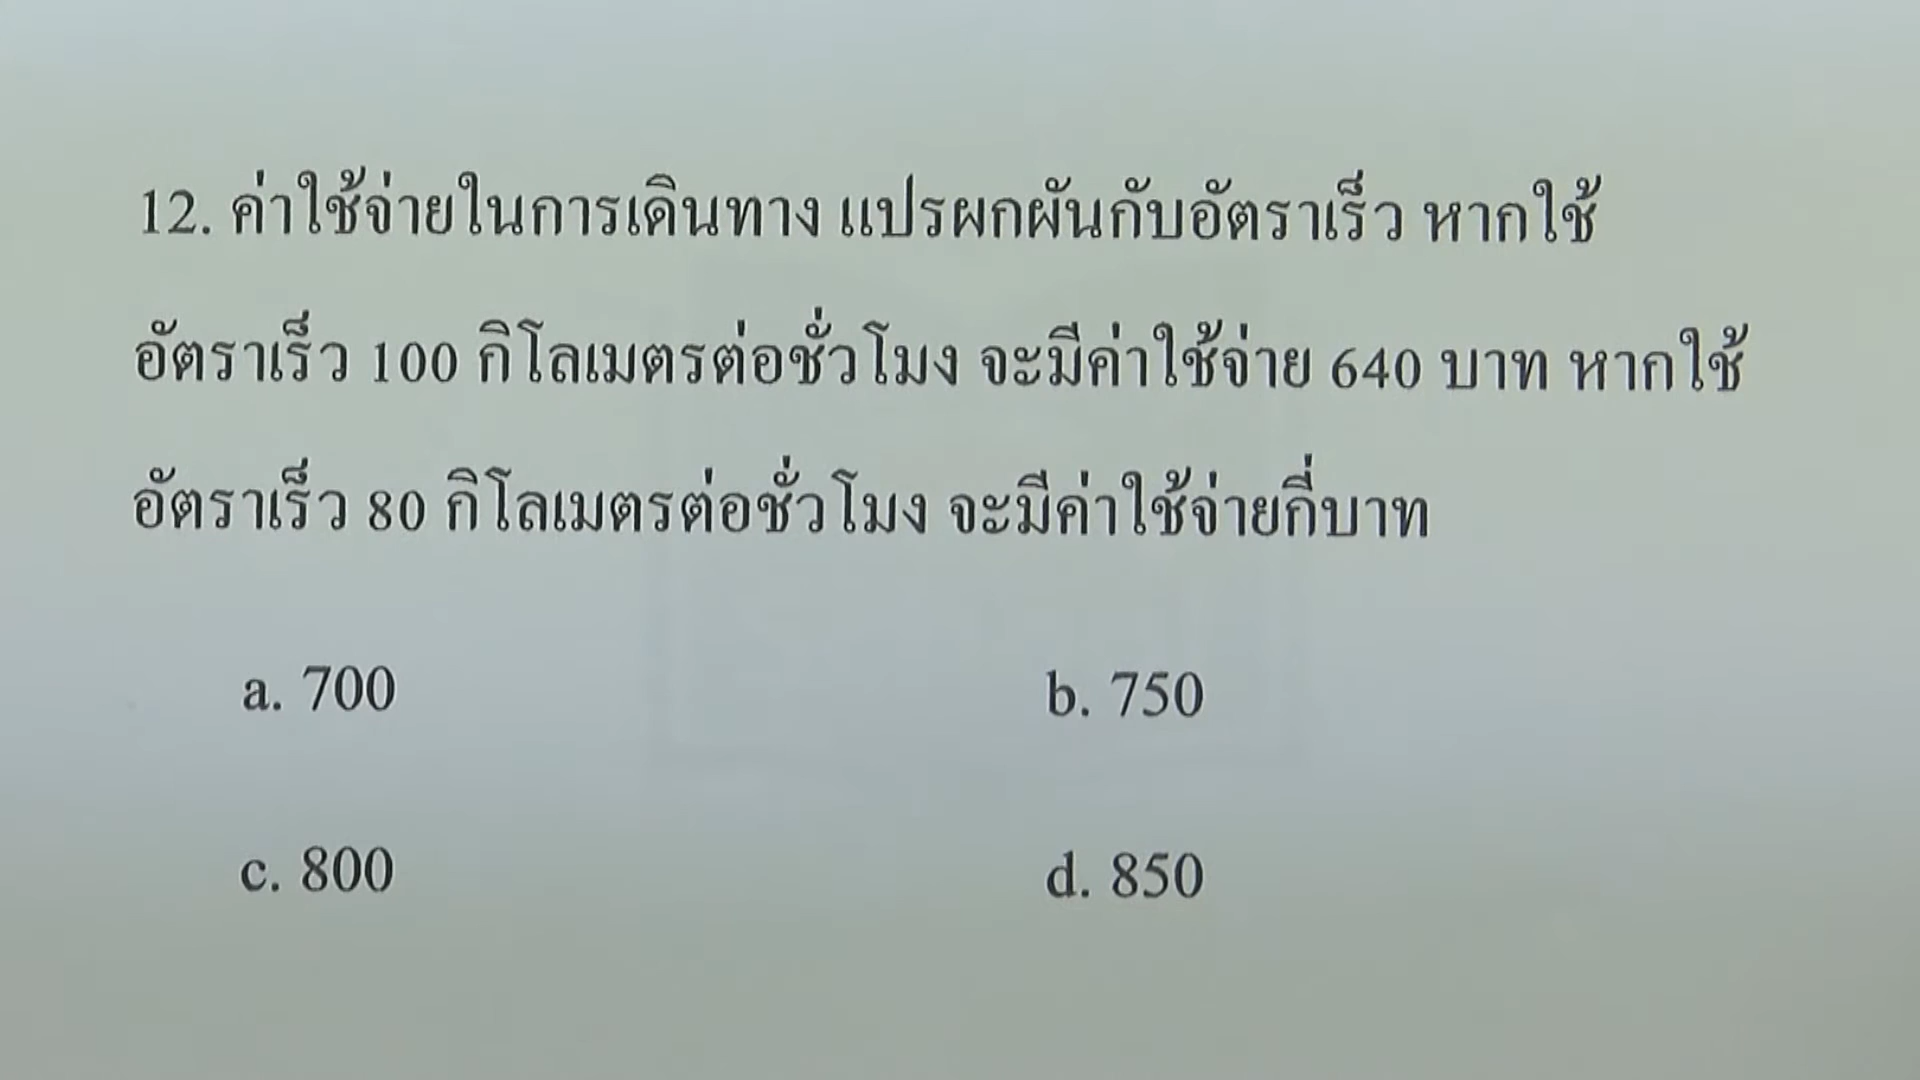 12. ค่าใช้จ่ายในการเดินทาง แปรผกผันกับอัตราเร็ว หากใช้
อัตราเร็ว 100 กิโลเมตรต่อชั่วโมง จะมีค่าใช้จ่าย 640 บาท หากใช้
อัตราเร็ว 80 กิโลเมตรต่อชั่วโมง จะมีค่าใช้จ่ายกี่บาท
a. 700
b. 750
c. 800
d. 850